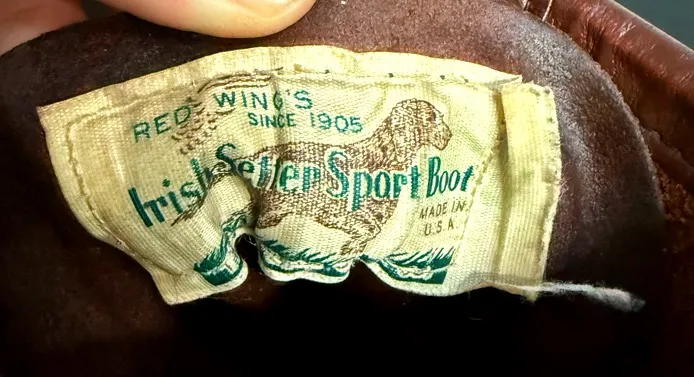 RED WING'S
SINCE 1905
Irish Setter Sport Boot
MADE IN
U.S.A.